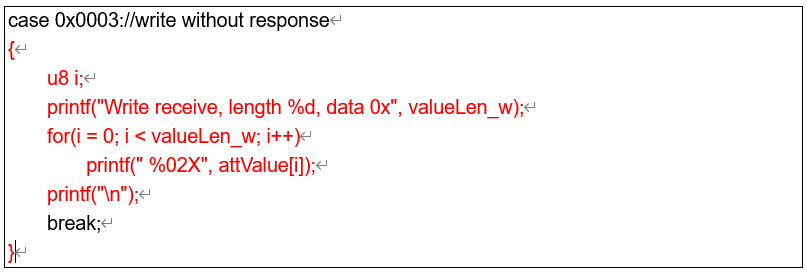 case 0x0003://write without response
{
u8 i;
printf("Write receive, length %d, data 0x", valueLen_w);
for(i = 0; i < valueLen_w; i++)
printf(" %02X", attValue[i]);
printf("\n");
break;
}